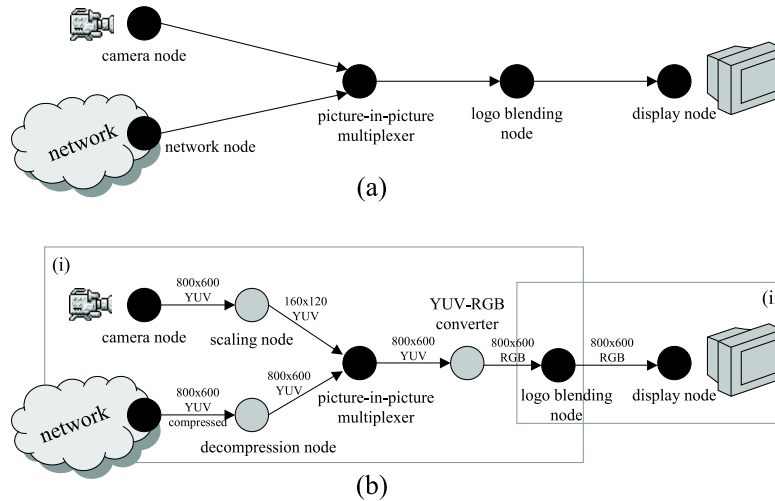 camera node
network
network node
picture-in-picture
multiplexer
logo blending
node
display node
(a)
(i)
800x600
YUV
camera node
160x120
YUV
scaling node
YUV-RGB
converter
800x600
YUV
800x600
RGB
800x600
RGB
(ii
network
800x600
YUV
compressed
800x600
YUV
decompression node
picture-in-picture
multiplexer
logo blending
node
display node
(b)